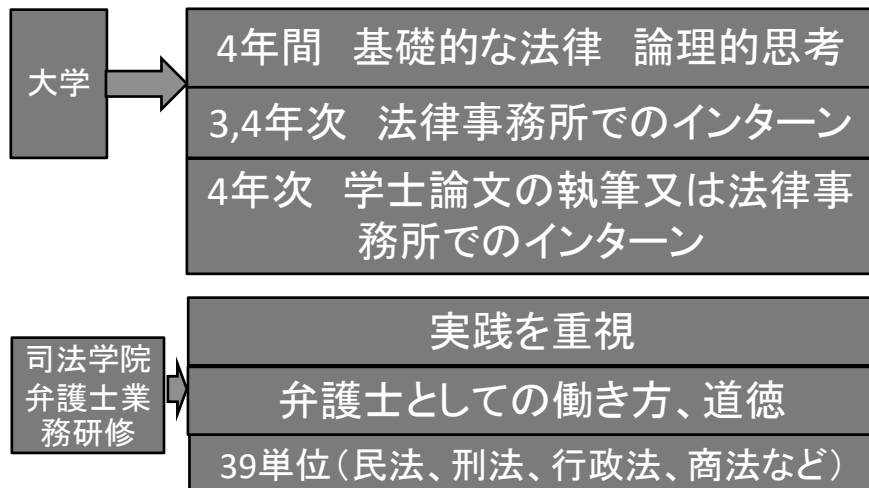 大学
4年間　基礎的な法律　論理的思考
3,4年次　法律事務所でのインターン
4年次　学士論文の執筆又は法律事
務所でのインターン
司法学院
弁護士業
務研修
実践を重視
弁護士としての働き方、道徳
39単位（民法、刑法、行政法、商法など）